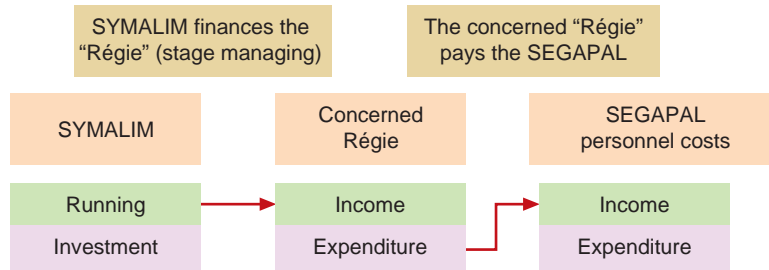 SYMALIM finances the
“Régie” (stage managing)
The concerned “Régie”
pays the SEGAPAL
SYMALIM
Concerned
Régie
SEGAPAL
personnel costs
Running
Income
Income
Investment
Expenditure
Expenditure